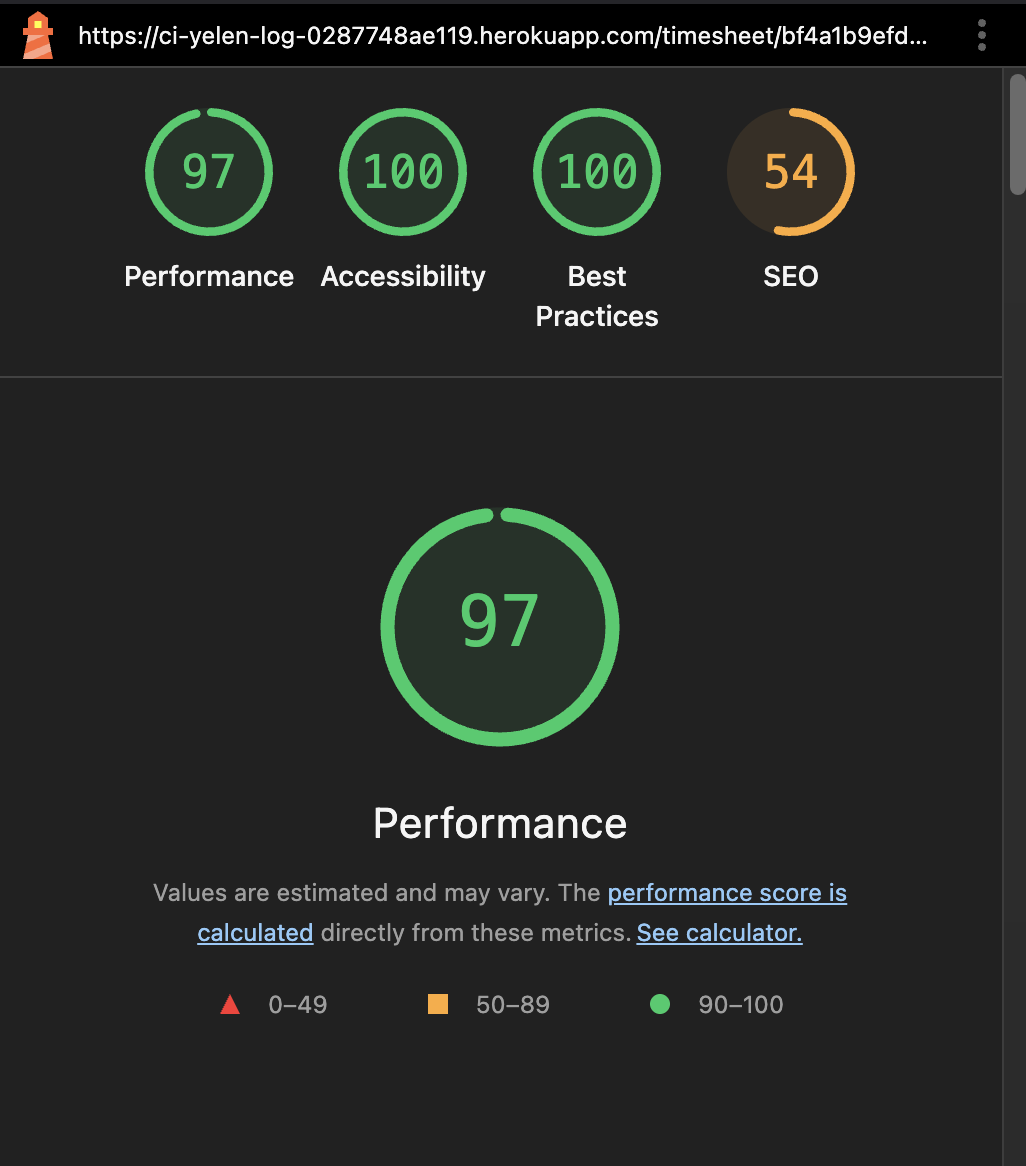 https://ci-yelen-log-0287748ae119.herokuapp.com/timesheet/bf4a1b9efd...
97
100
100
54
Performance
Accessibility
Best
Practices
SEO
97
Performance
Values are estimated and may vary. The performance score is
calculated directly from these metrics. See calculator.
0–49
50–89
90–100